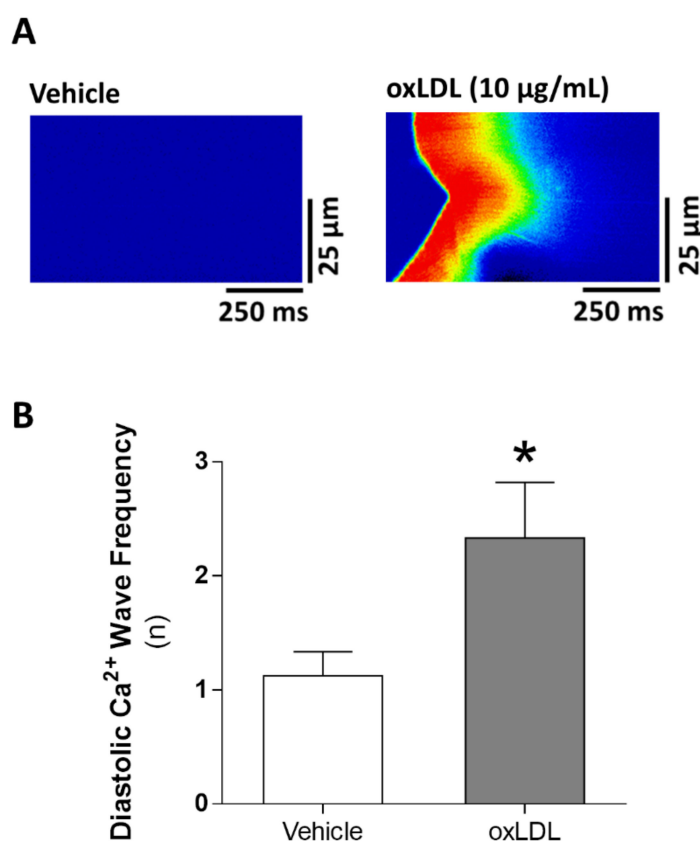 A
Vehicle
oxLDL (10 µg/mL)
25 µm
25 µm
250 ms
250 ms
B
Diastolic Ca²⁺ Wave Frequency
(n)
3
*
2
1
0
Vehicle
oxLDL